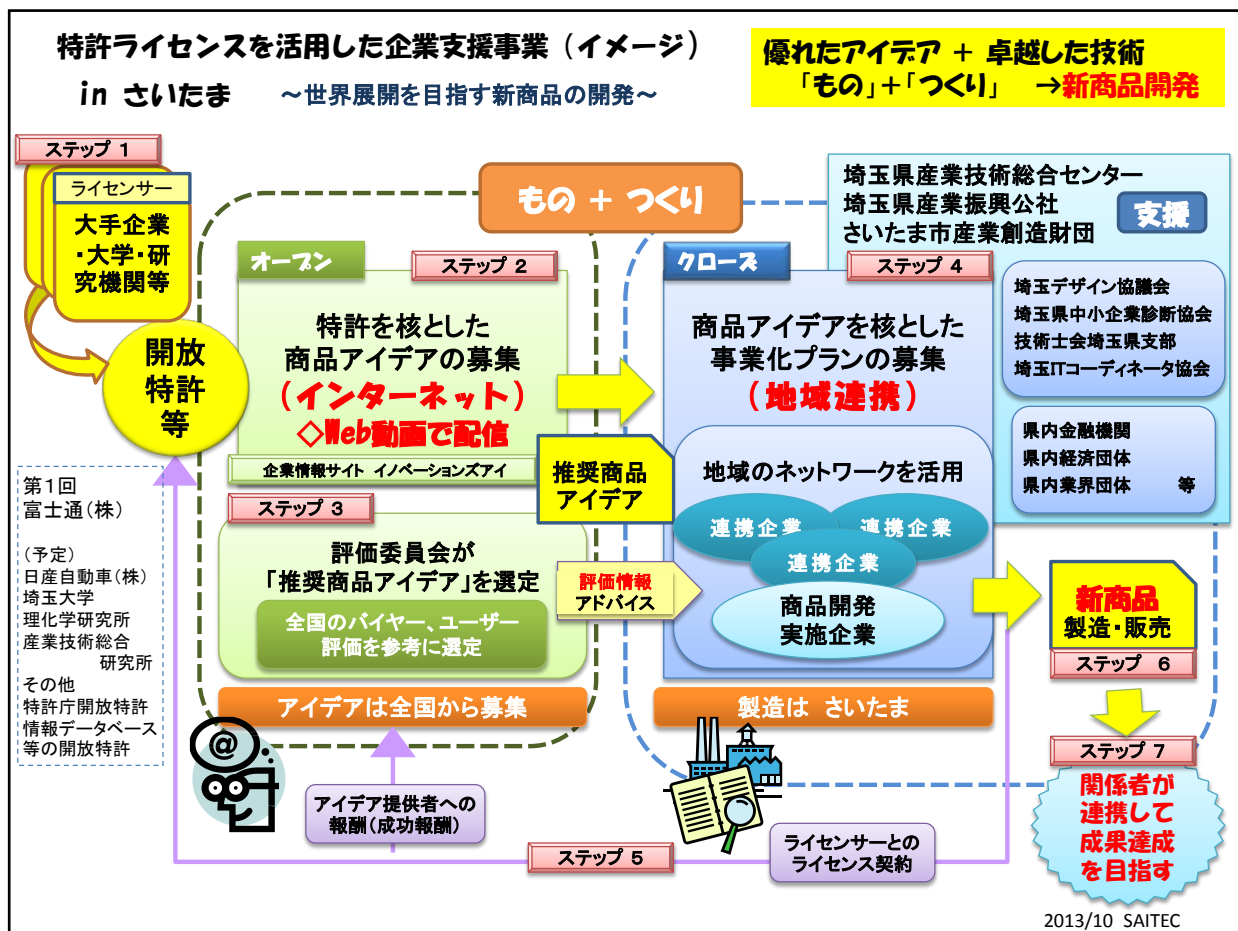 特許ライセンスを活用した企業支援事業（イメージ）
in さいたま　～世界展開を目指す新商品の開発～
優れたアイデア + 卓越した技術
「もの」+「つくり」　→新商品開発
ステップ 1
ライセンサー
大手企業
・大学・研
究機関等
開放
特許
等
もの + つくり
オープン
ステップ 2
特許を核とした
商品アイデアの募集
（インターネット）
◇Web動画で配信
企業情報サイト イノベーションズアイ
ステップ 3
評価委員会が
「推奨商品アイデア」を選定
全国のバイヤー、ユーザー
評価を参考に選定
アイデアは全国から募集
推奨商品
アイデア
評価情報
アドバイス
クローズ
ステップ 4
商品アイデアを核とした
事業化プランの募集
（地域連携）
地域のネットワークを活用
連携企業
連携企業
連携企業
商品開発
実施企業
製造は さいたま
埼玉県産業技術総合センター
埼玉県産業振興公社
さいたま市産業創造財団
支援
埼玉デザイン協議会
埼玉県中小企業診断協会
技術士会埼玉県支部
埼玉ITコーディネータ協会
県内金融機関
県内経済団体
県内業界団体　　等
第１回
富士通（株）
（予定）
日産自動車（株）
埼玉大学
理化学研究所
産業技術総合
研究所
その他
特許庁開放特許
情報データベース
等の開放特許
@
アイデア提供者への
報酬（成功報酬）
ステップ 5
ライセンサーとの
ライセンス契約
新商品
製造・販売
ステップ 6
ステップ 7
関係者が
連携して
成果達成
を目指す
2013/10 SAITEC